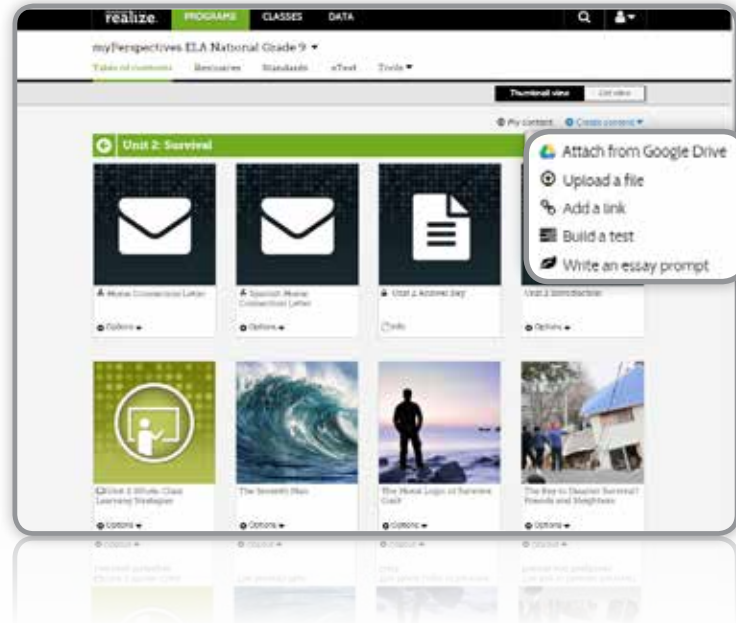 realize. PROGRAMS CLASSES DATA
myPerspectives ELA National Grade 9
Table of contents Resources Standards eText Tools
Thumbnail view List view
My content Create content
Unit 2: Survival
Attach from Google Drive
Upload a file
Add a link
Build a test
Write an essay prompt
Home Connection Letter
Spanish Home
Connection Letter
Unit 2 Answer Key
Unit 2 Introduction
Options
Options
Info
Options
Unit 2 Whole-Class
Learning Strategies
The Seventh Man
The Moral Logic of Survivor
Guilt
The Key to Disaster Survival?
Friends and Neighbors
Options
Options
Options
Options